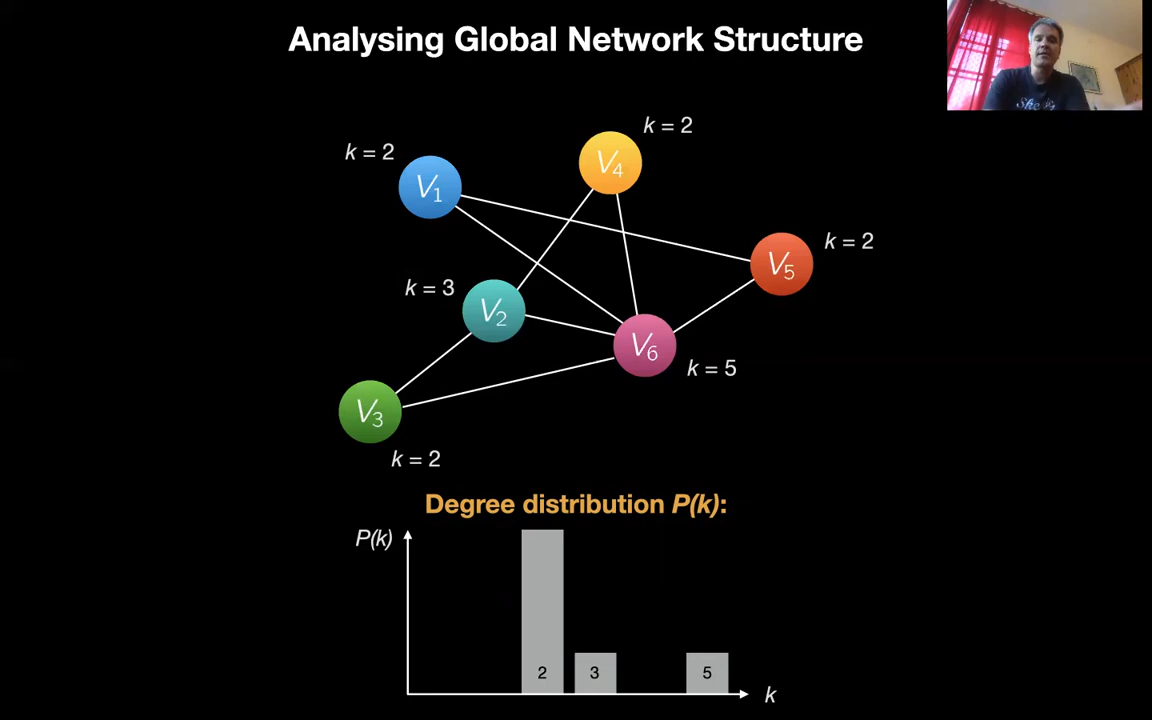 Analysing Global Network Structure
k = 2
V4
k = 2
V1
k = 2
V5
k = 3
V2
V6
k = 5
V3
k = 2
Degree distribution P(k):
P(k)
2
3
5
k